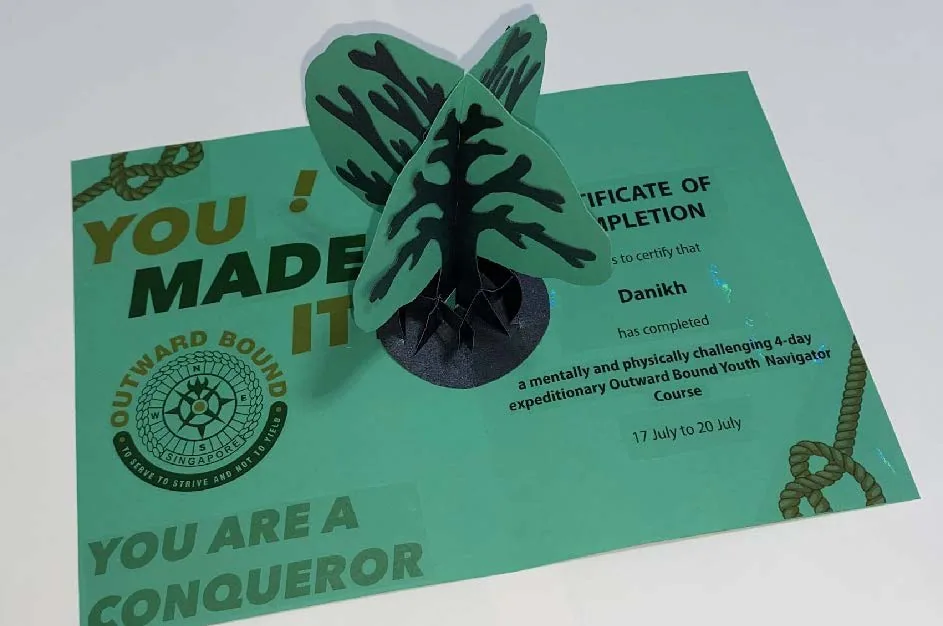 YOU !
MADE
IT
OUTWARD BOUND
N
E
S
W
SINGAPORE
TO SERVE TO STRIVE AND NOT TO YIELD
YOU ARE A
CONQUEROR
TIFICATE OF
MPLETION
s to certify that
Danikh
has completed
a mentally and physically challenging 4-day
expeditionary Outward Bound Youth Navigator
Course
17 July to 20 July